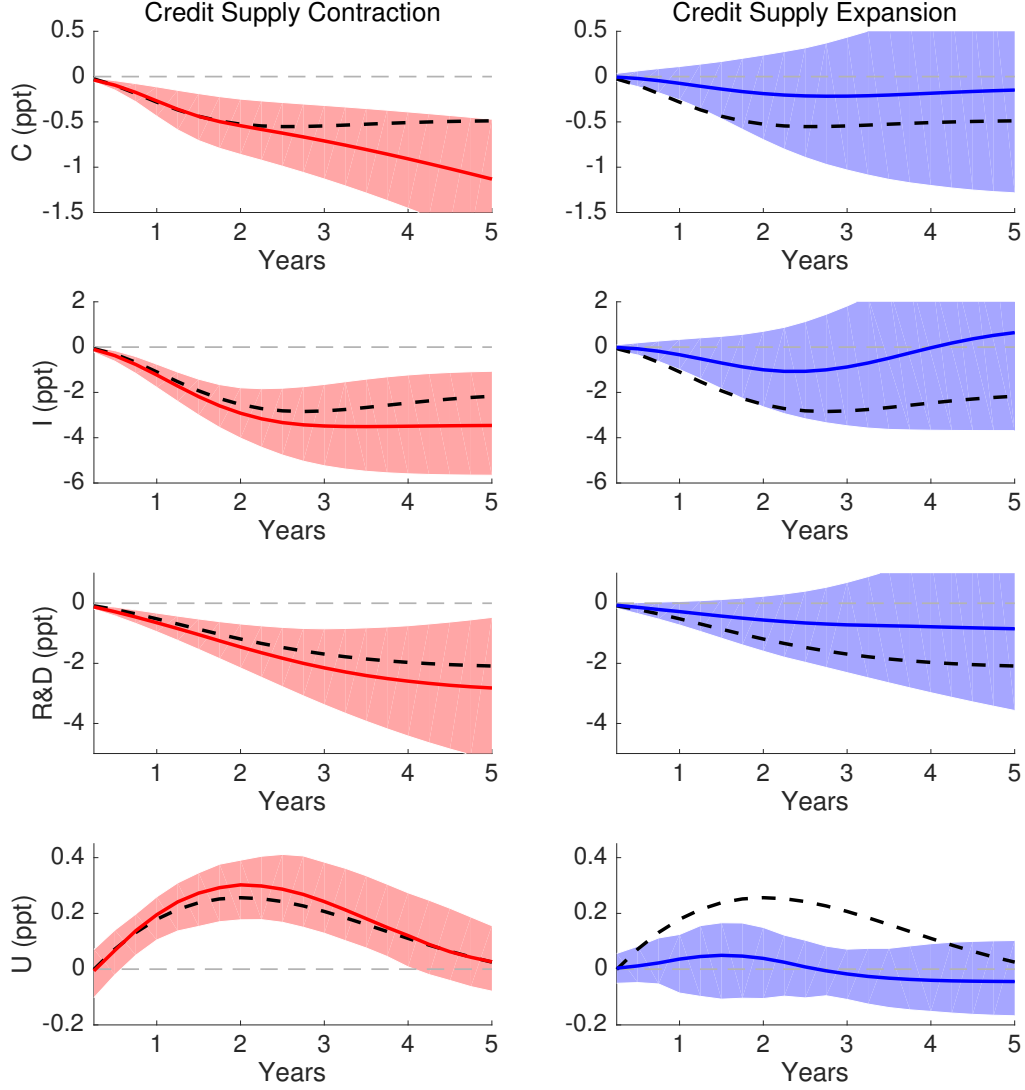 Credit Supply Contraction
Credit Supply Expansion
C (ppt)
0.5
0
-0.5
-1
-1.5
1 2 3 4 5
Years
0.5
0
-0.5
-1
-1.5
1 2 3 4 5
Years
I (ppt)
2
0
-2
-4
-6
1 2 3 4 5
Years
2
0
-2
-4
-6
1 2 3 4 5
Years
R&D (ppt)
0
-2
-4
1 2 3 4 5
Years
0
-2
-4
1 2 3 4 5
Years
U (ppt)
0.4
0.2
0
-0.2
1 2 3 4 5
Years
0.4
0.2
0
-0.2
1 2 3 4 5
Years